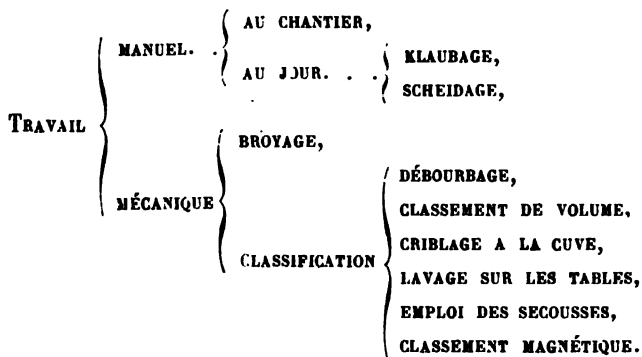 AU CHANTIER,
MANUEL. .
AU JOUR. . .
KLAUBAGE,
SCHEIDAGE,
TRAVAIL
BROYAGE,
MÉCANIQUE
CLASSIFICATION
DÉBOURBAGE,
CLASSEMENT DE VOLUME,
CRIBLAGE A LA CUVE,
LAVAGE SUR LES TABLES,
EMPLOI DES SECOUSSES,
CLASSEMENT MAGNÉTIQUE.